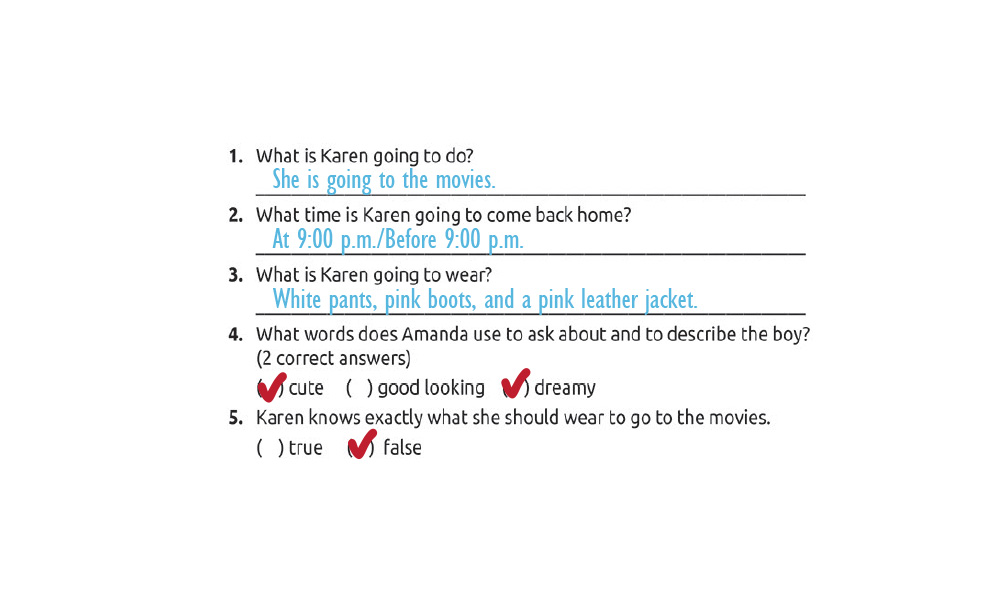 1. What is Karen going to do?
She is going to the movies.
2. What time is Karen going to come back home?
At 9:00 p.m./Before 9:00 p.m.
3. What is Karen going to wear?
White pants, pink boots, and a pink leather jacket.
4. What words does Amanda use to ask about and to describe the boy?
(2 correct answers)
(✔) cute ( ) good looking (✔) dreamy
5. Karen knows exactly what she should wear to go to the movies.
( ) true (✔) false